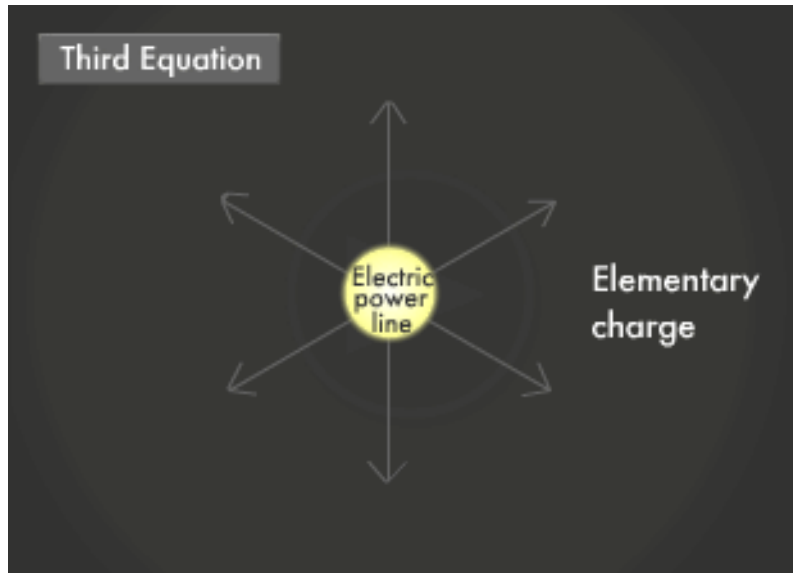 Third Equation
Electric
power
line
Elementary
charge